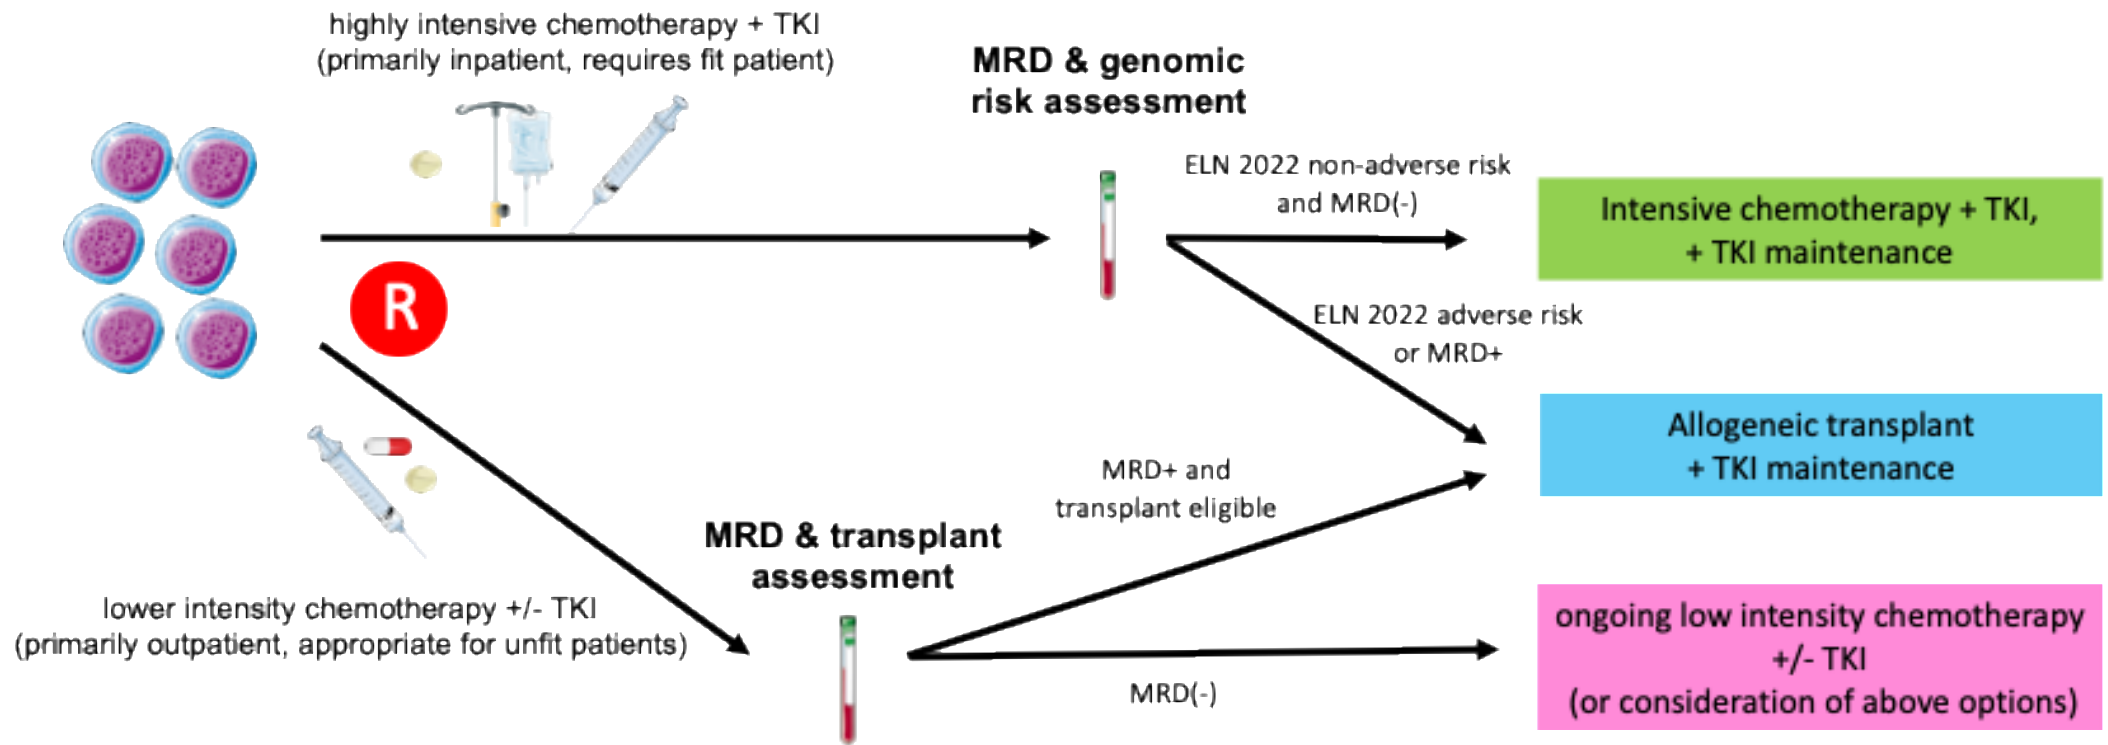 highly intensive chemotherapy + TKI
(primarily inpatient, requires fit patient)
MRD & genomic
risk assessment
ELN 2022 non-adverse risk
and MRD(-)
Intensive chemotherapy + TKI,
+ TKI maintenance
R
ELN 2022 adverse risk
or MRD+
Allogeneic transplant
+ TKI maintenance
MRD+ and
transplant eligible
MRD & transplant
assessment
lower intensity chemotherapy +/- TKI
(primarily outpatient, appropriate for unfit patients)
MRD(-)
ongoing low intensity chemotherapy
+/- TKI
(or consideration of above options)